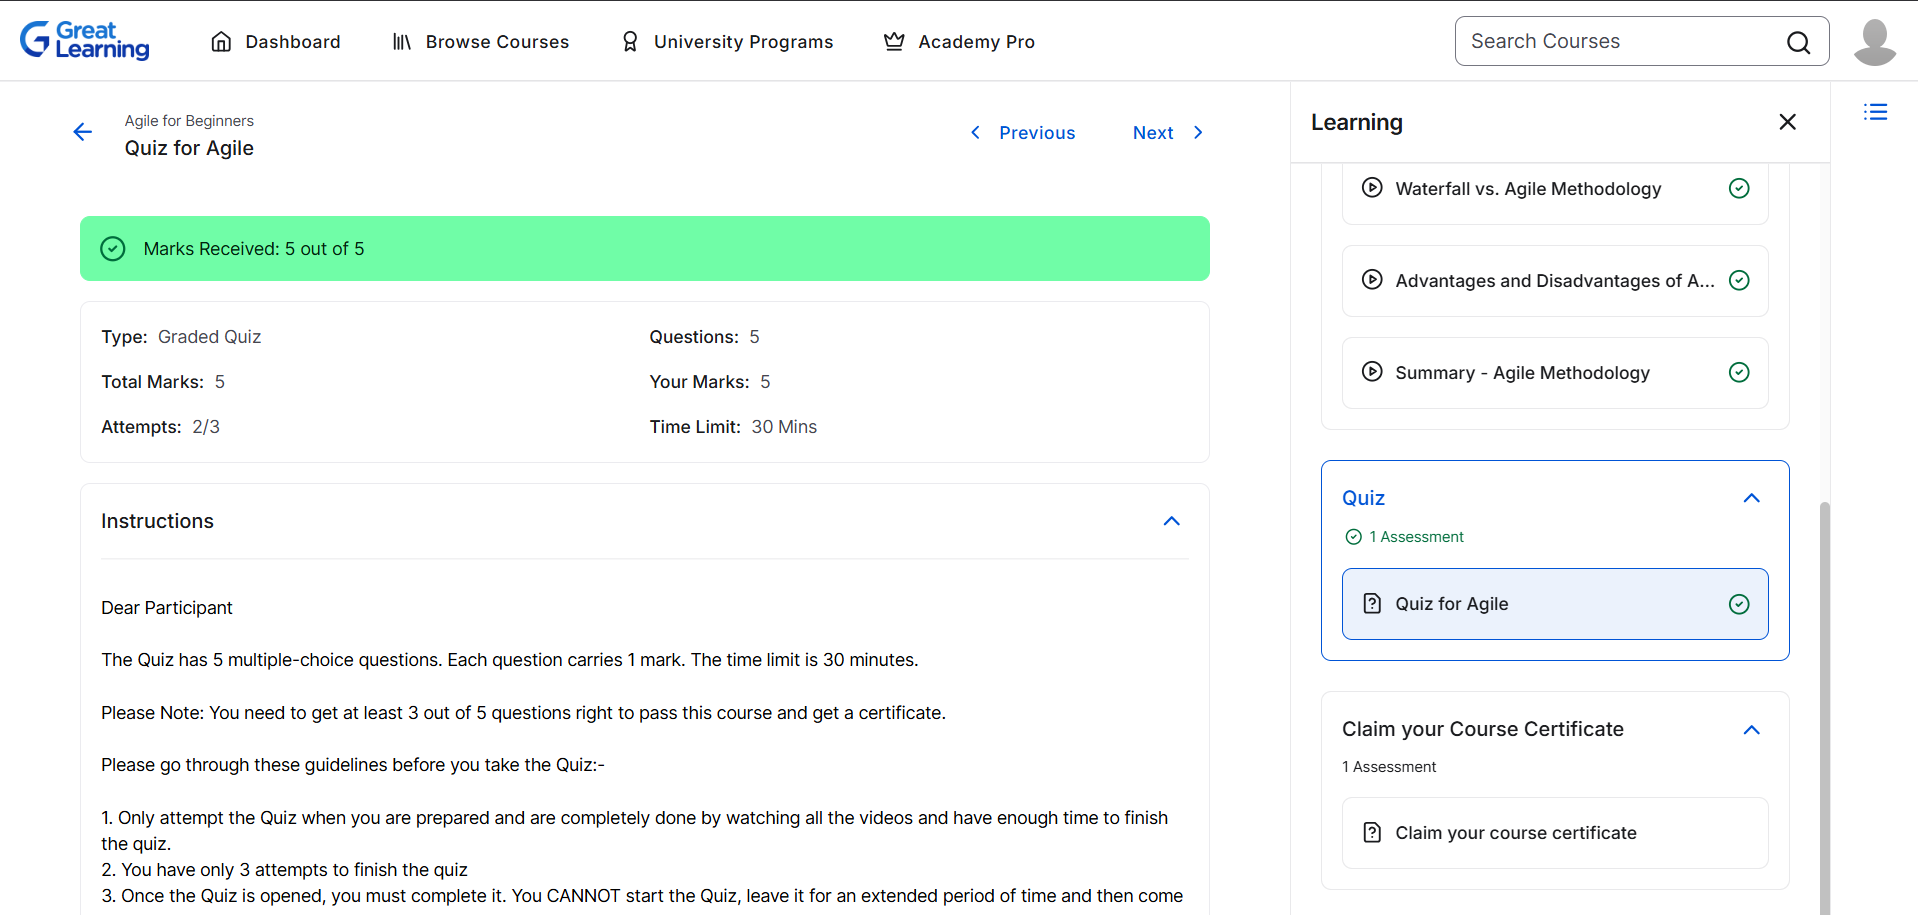 Great Learning
Dashboard
Browse Courses
University Programs
Academy Pro
Search Courses
Agile for Beginners
Quiz for Agile
Previous
Next
Marks Received: 5 out of 5
Type: Graded Quiz
Questions: 5
Total Marks: 5
Your Marks: 5
Attempts: 2/3
Time Limit: 30 Mins
Instructions
Dear Participant
The Quiz has 5 multiple-choice questions. Each question carries 1 mark. The time limit is 30 minutes.
Please Note: You need to get at least 3 out of 5 questions right to pass this course and get a certificate.
Please go through these guidelines before you take the Quiz:-
1. Only attempt the Quiz when you are prepared and are completely done by watching all the videos and have enough time to finish
the quiz.
2. You have only 3 attempts to finish the quiz
3. Once the Quiz is opened, you must complete it. You CANNOT start the Quiz, leave it for an extended period of time and then come
Learning
Waterfall vs. Agile Methodology
Advantages and Disadvantages of A...
Summary - Agile Methodology
Quiz
1 Assessment
Quiz for Agile
Claim your Course Certificate
1 Assessment
Claim your course certificate